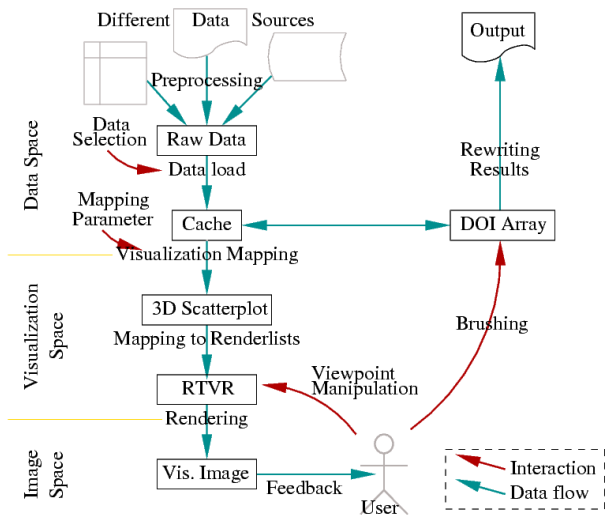 Different Data Sources
Output
Preprocessing
Data
Selection
Raw Data
Data load
Rewriting
Results
Mapping
Parameter
Cache
DOI Array
Visualization Mapping
Data Space
3D Scatterplot
Mapping to Renderlists
Brushing
Visualization
Space
Viewpoint
Manipulation
RTVR
Rendering
Image
Space
Vis. Image
Feedback
User
Interaction
Data flow